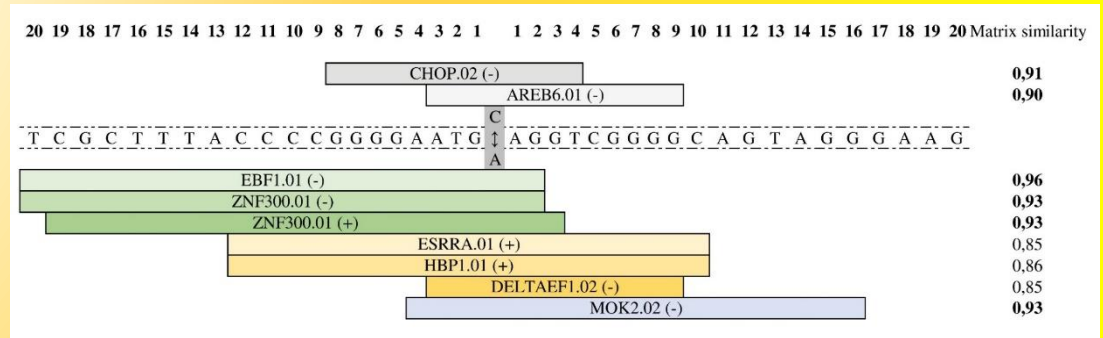 20 19 18 17 16 15 14 13 12 11 10 9 8 7 6 5 4 3 2 1 1 2 3 4 5 6 7 8 9 10 11 12 13 14 15 16 17 18 19 20 Matrix similarity
CHOP.02 (-) 0,91
AREB6.01 (-) 0,90
C
T C G C T T T A C C C C G G G G A A T G ↕ A G G T C G G G G C A G T A G G G A A G
A
EBF1.01 (-) 0,96
ZNF300.01 (-) 0,93
ZNF300.01 (+) 0,93
ESRRA.01 (+) 0,85
HBP1.01 (+) 0,86
DELTAEF1.02 (-) 0,85
MOK2.02 (-) 0,93